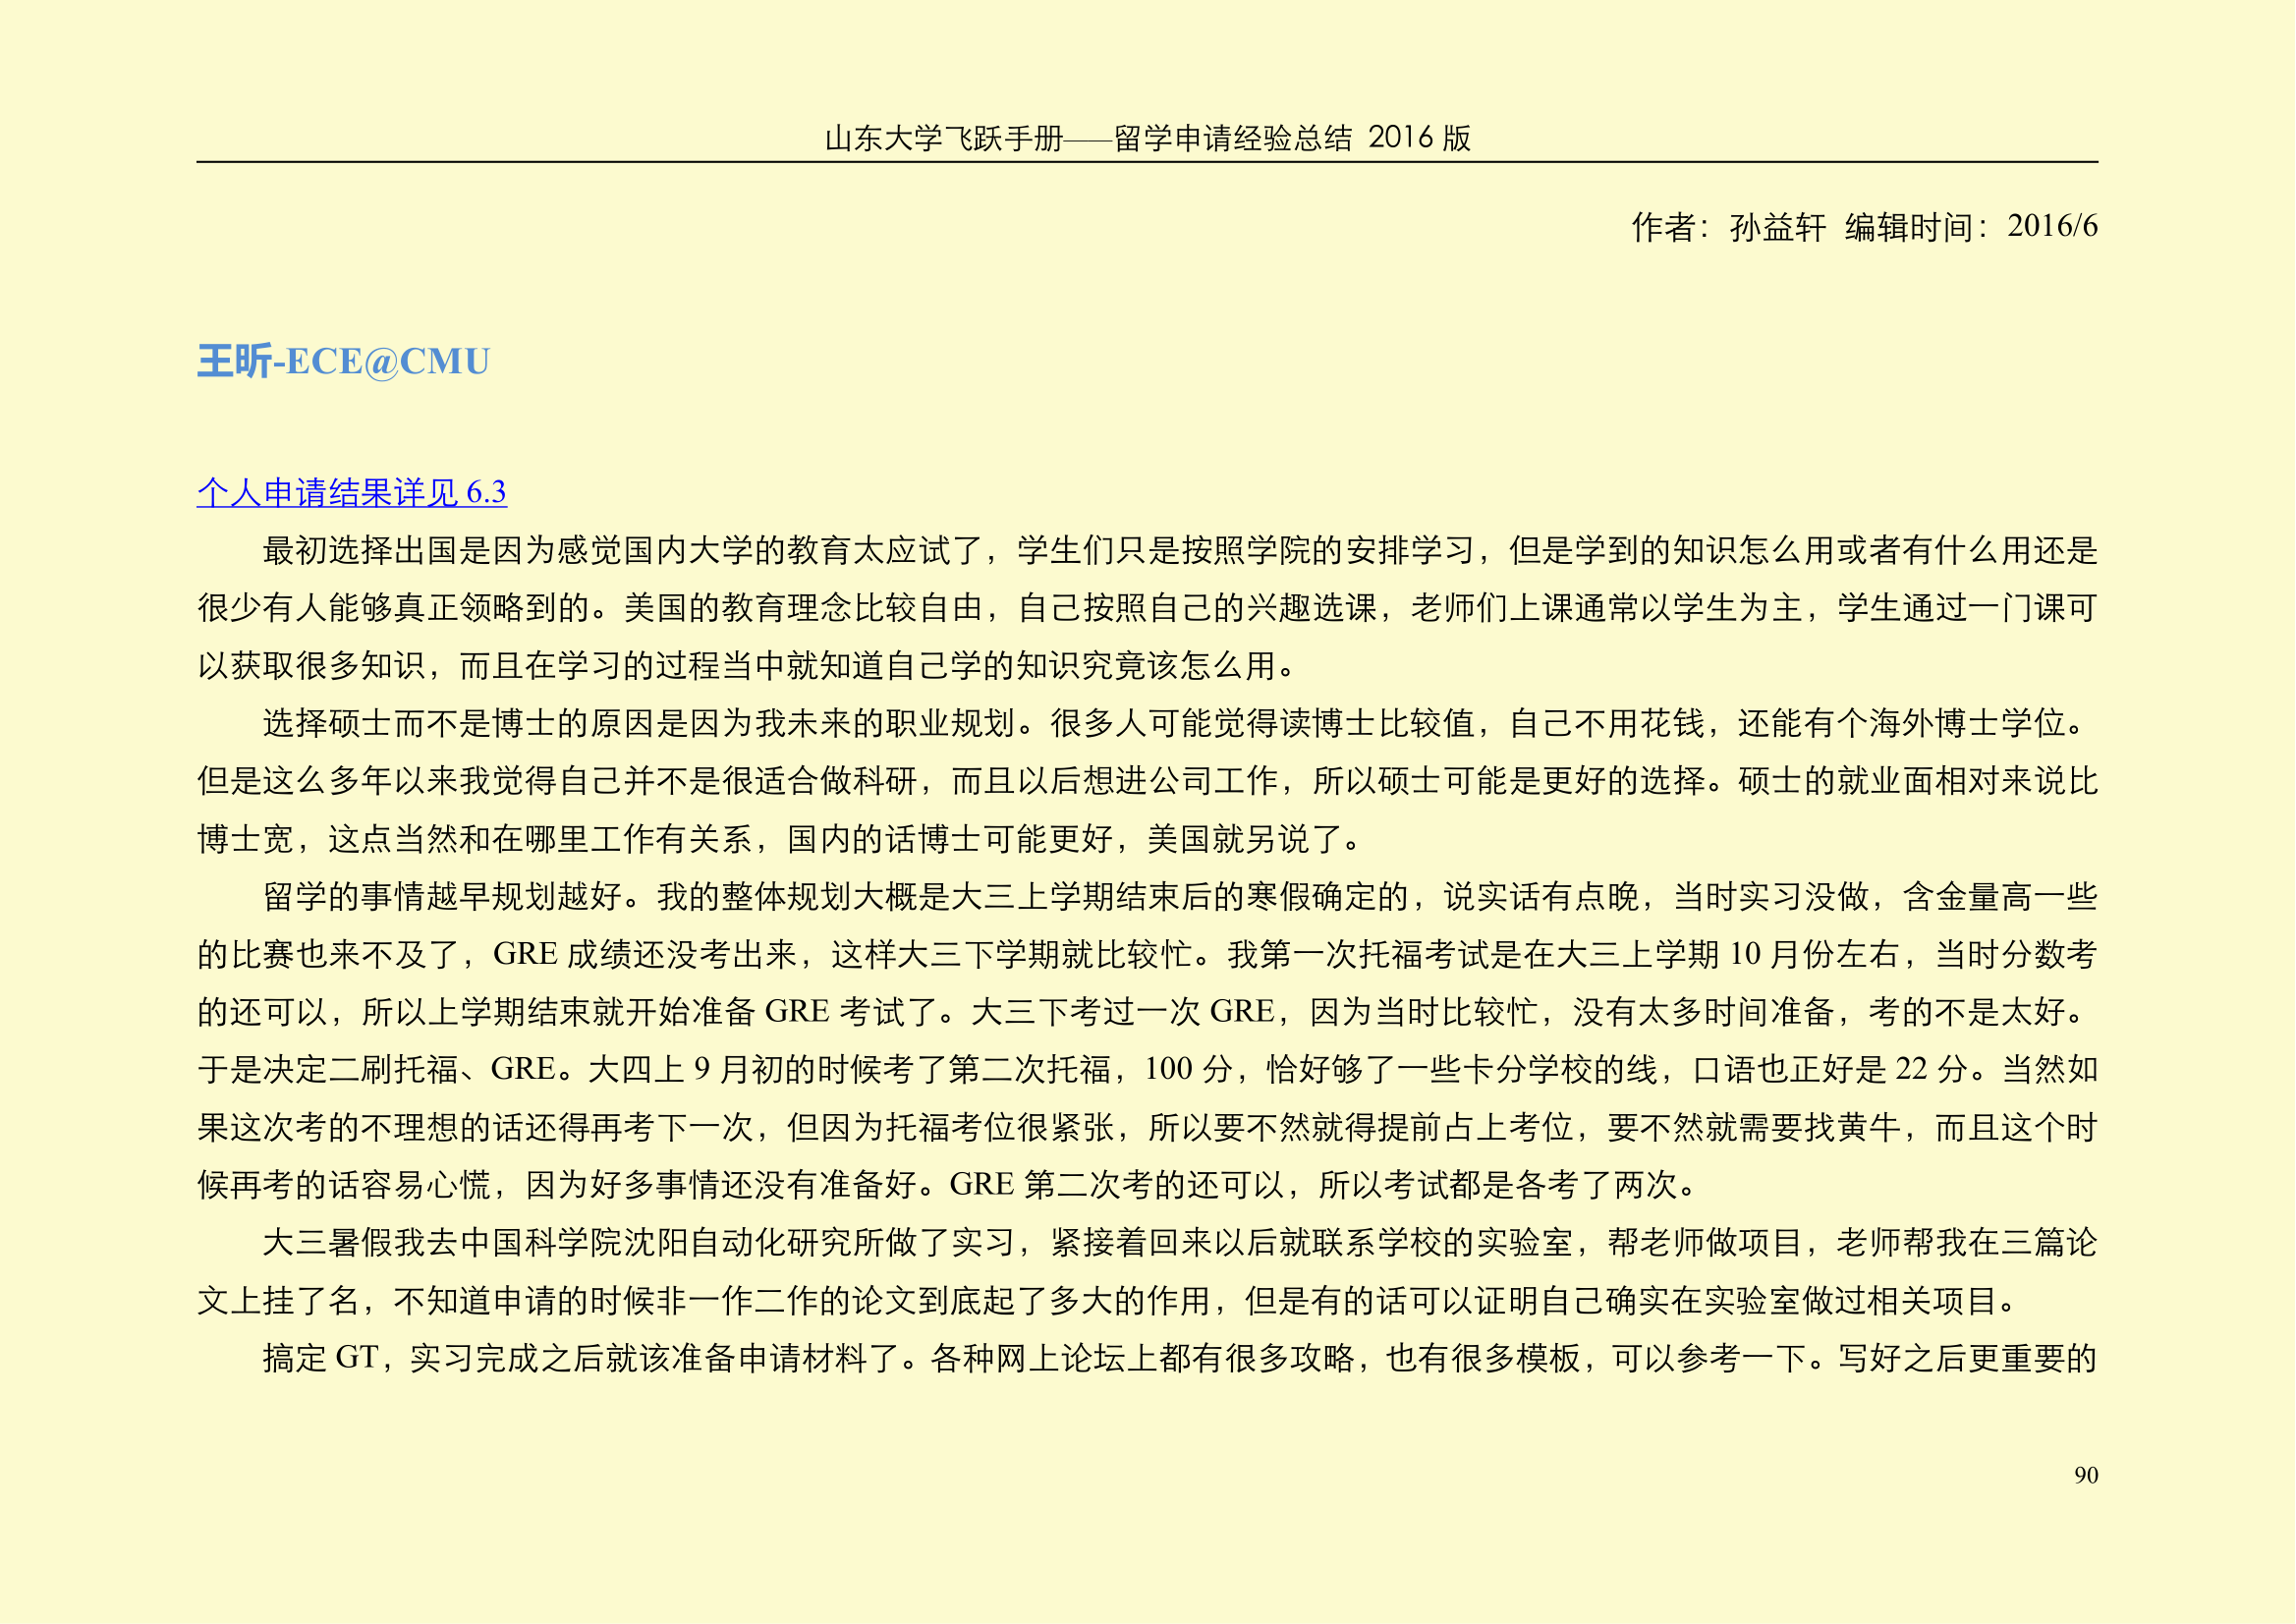 山东大学飞跃手册——留学申请经验总结 2016 版
作者：孙益轩 编辑时间：2016/6
王昕-ECE@CMU
个人申请结果详见 6.3
最初选择出国是因为感觉国内大学的教育太应试了，学生们只是按照学院的安排学习，但是学到的知识怎么用或者有什么用还是
很少有人能够真正领略到的。美国的教育理念比较自由，自己按照自己的兴趣选课，老师们上课通常以学生为主，学生通过一门课可
以获取很多知识，而且在学习的过程当中就知道自己学的知识究竟该怎么用。
选择硕士而不是博士的原因是因为我未来的职业规划。很多人可能觉得读博士比较值，自己不用花钱，还能有个海外博士学位。
但是这么多年以来我觉得自己并不是很适合做科研，而且以后想进公司工作，所以硕士可能是更好的选择。硕士的就业面相对来说比
博士宽，这点当然和在哪里工作有关系，国内的话博士可能更好，美国就另说了。
留学的事情越早规划越好。我的整体规划大概是大三上学期结束后的寒假确定的，说实话有点晚，当时实习没做，含金量高一些
的比赛也来不及了，GRE 成绩还没考出来，这样大三下学期就比较忙。我第一次托福考试是在大三上学期 10 月份左右，当时分数考
的还可以，所以上学期结束就开始准备 GRE 考试了。大三下考过一次 GRE，因为当时比较忙，没有太多时间准备，考的不是太好。
于是决定二刷托福、GRE。大四上 9 月初的时候考了第二次托福，100 分，恰好够了一些卡分学校的线，口语也正好是 22 分。当然如
果这次考的不理想的话还得再考下一次，但因为托福考位很紧张，所以要不然就得提前占上考位，要不然就需要找黄牛，而且这个时
候再考的话容易心慌，因为好多事情还没有准备好。GRE 第二次考的还可以，所以考试都是各考了两次。
大三暑假我去中国科学院沈阳自动化研究所做了实习，紧接着回来以后就联系学校的实验室，帮老师做项目，老师帮我在三篇论
文上挂了名，不知道申请的时候非一作二作的论文到底起了多大的作用，但是有的话可以证明自己确实在实验室做过相关项目。
搞定 GT，实习完成之后就该准备申请材料了。各种网上论坛上都有很多攻略，也有很多模板，可以参考一下。写好之后更重要的
90